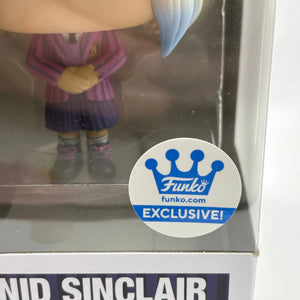 Funko
funko.com
EXCLUSIVE!
NID SINCLAIR